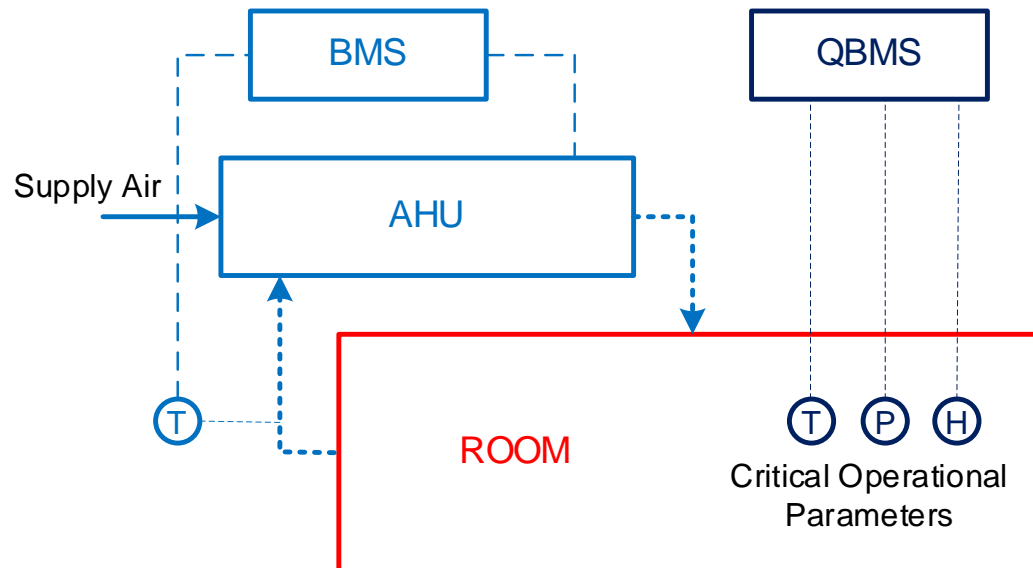 BMS
QBMS
Supply Air
AHU
T
T
P
H
ROOM
Critical Operational
Parameters